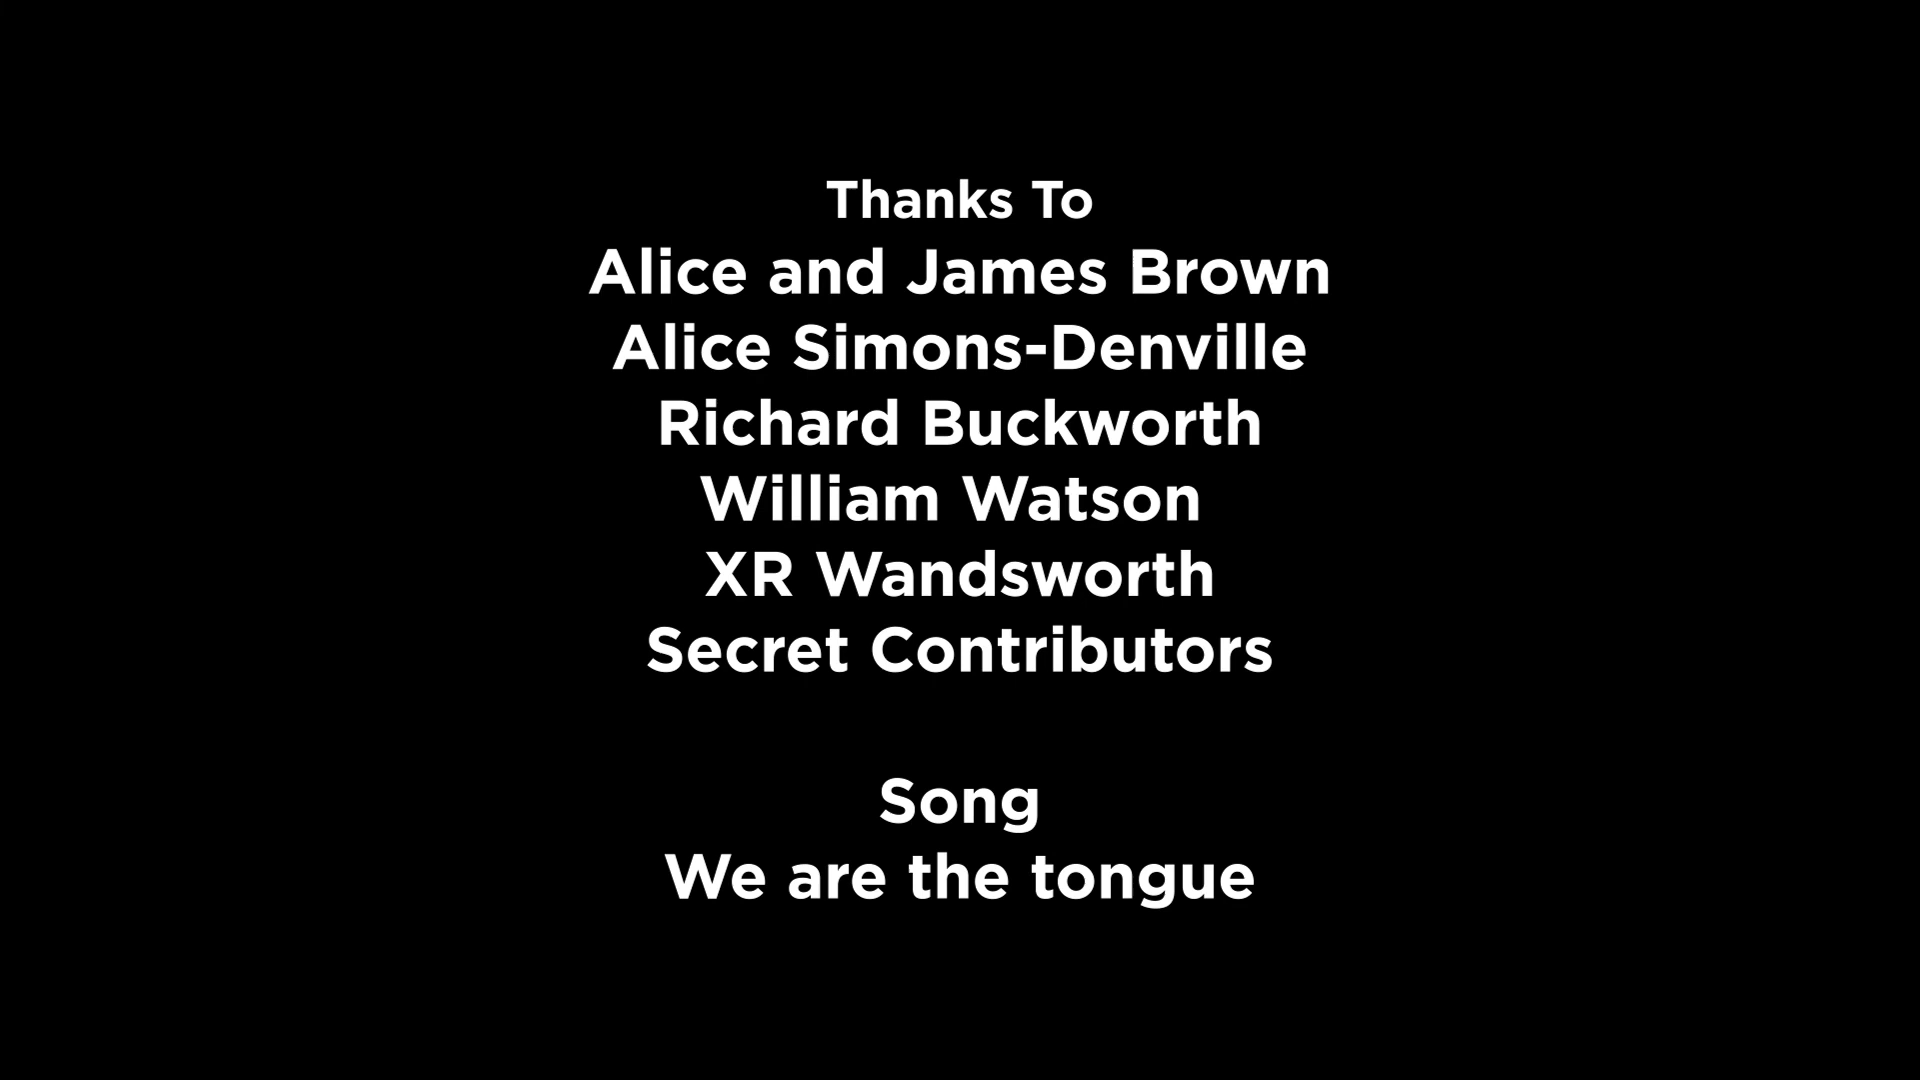 Thanks To
Alice and James Brown
Alice Simons-Denville
Richard Buckworth
William Watson
XR Wandsworth
Secret Contributors
Song
We are the tongue